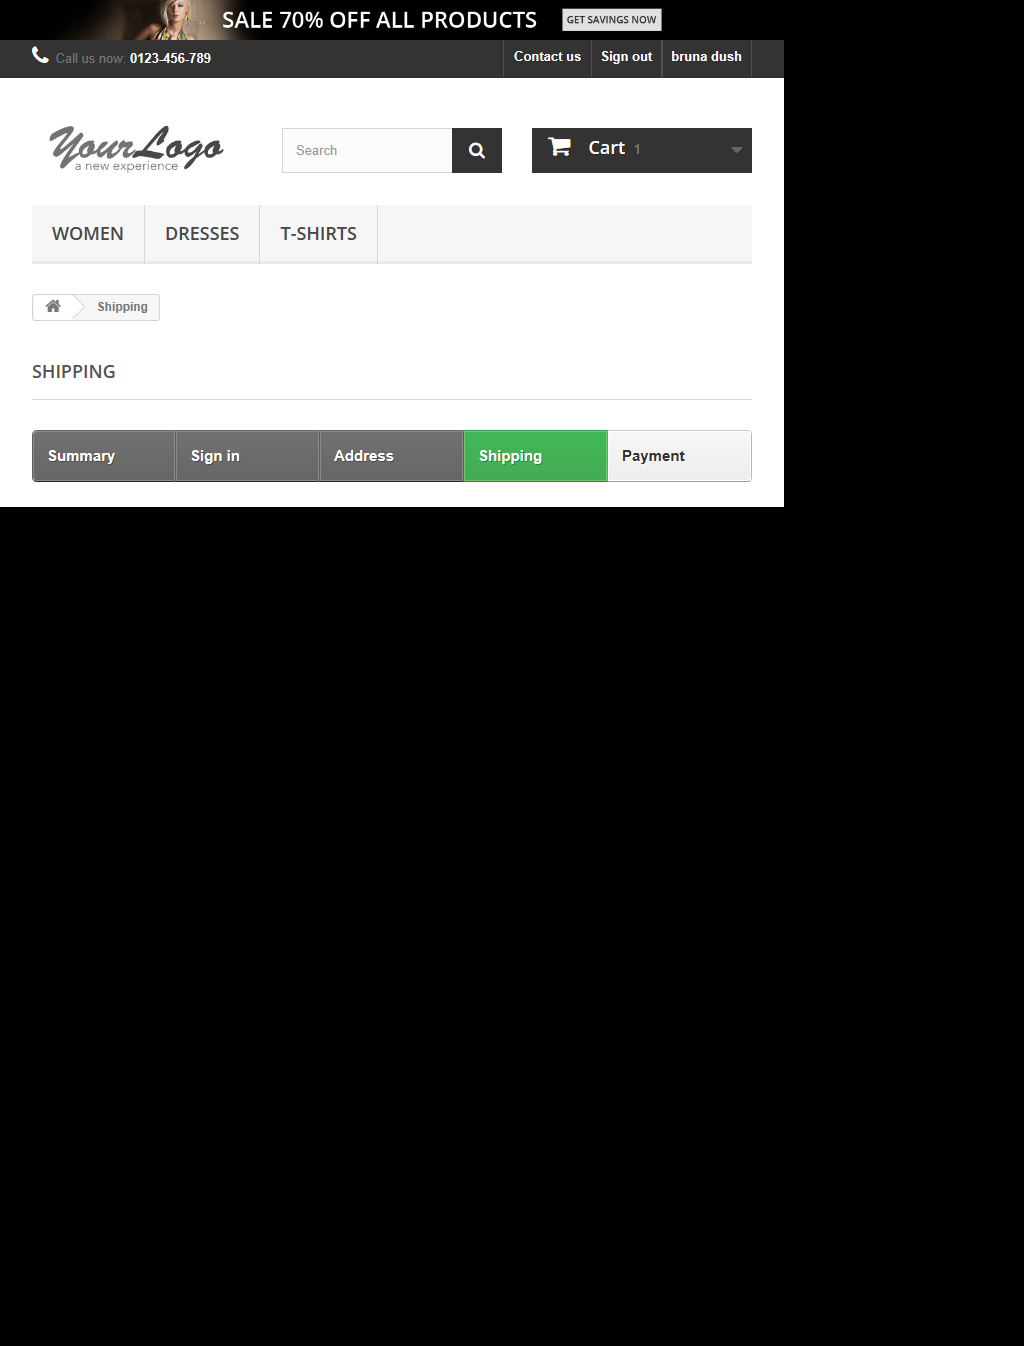 SALE 70% OFF ALL PRODUCTS GET SAVINGS NOW
Call us now: 0123-456-789 Contact us Sign out bruna dush
YourLogo
a new experience
Search
Cart 1
WOMEN DRESSES T-SHIRTS
Shipping
SHIPPING
Summary Sign in Address Shipping Payment